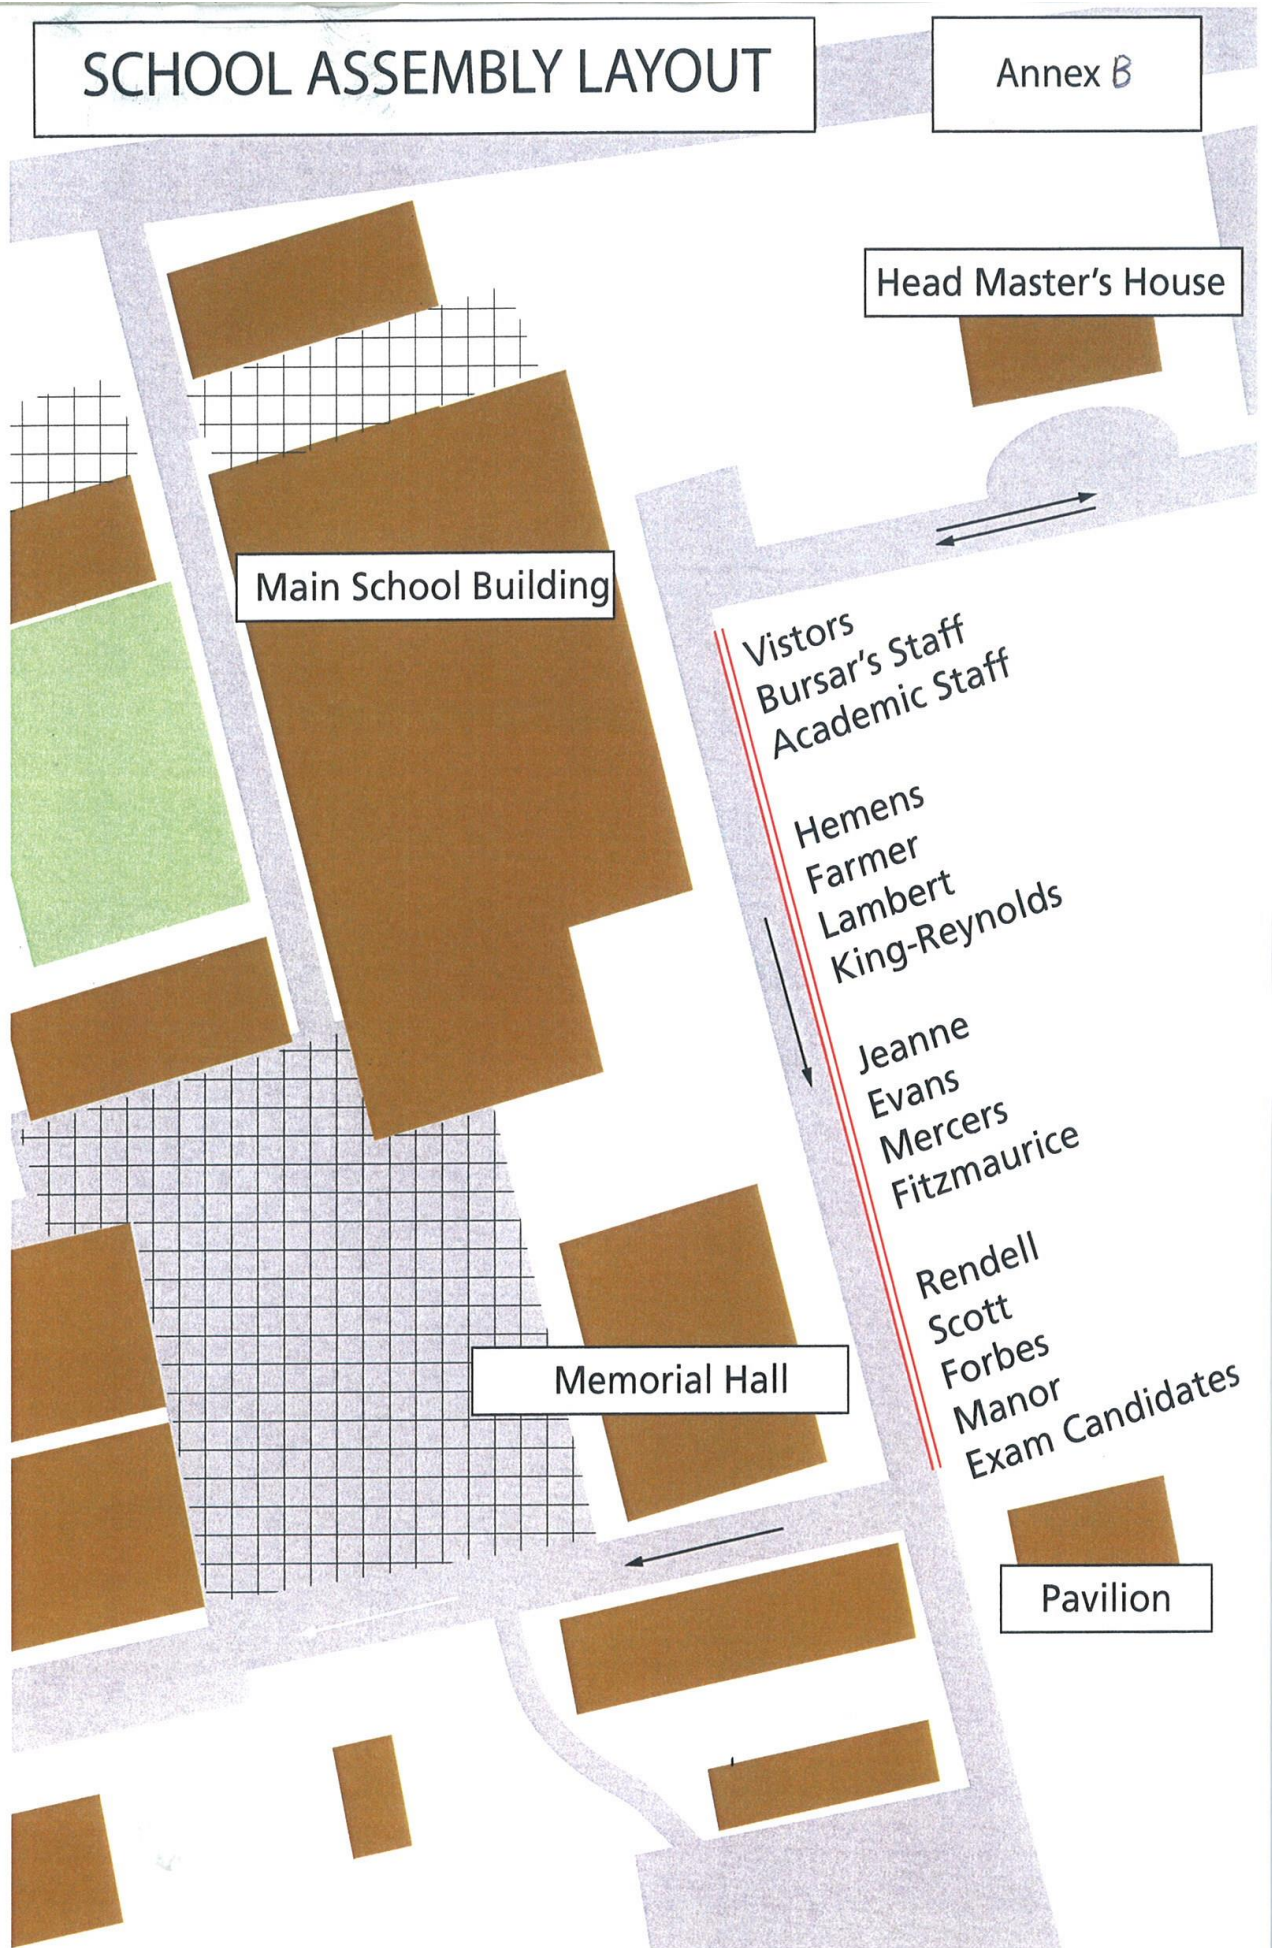 SCHOOL ASSEMBLY LAYOUT
Annex B
Head Master's House
Main School Building
Vistors
Bursar's Staff
Academic Staff
Hemens
Farmer
Lambert
King-Reynolds
Jeanne
Evans
Mercers
Fitzmaurice
Rendell
Scott
Forbes
Manor
Exam Candidates
Memorial Hall
Pavilion